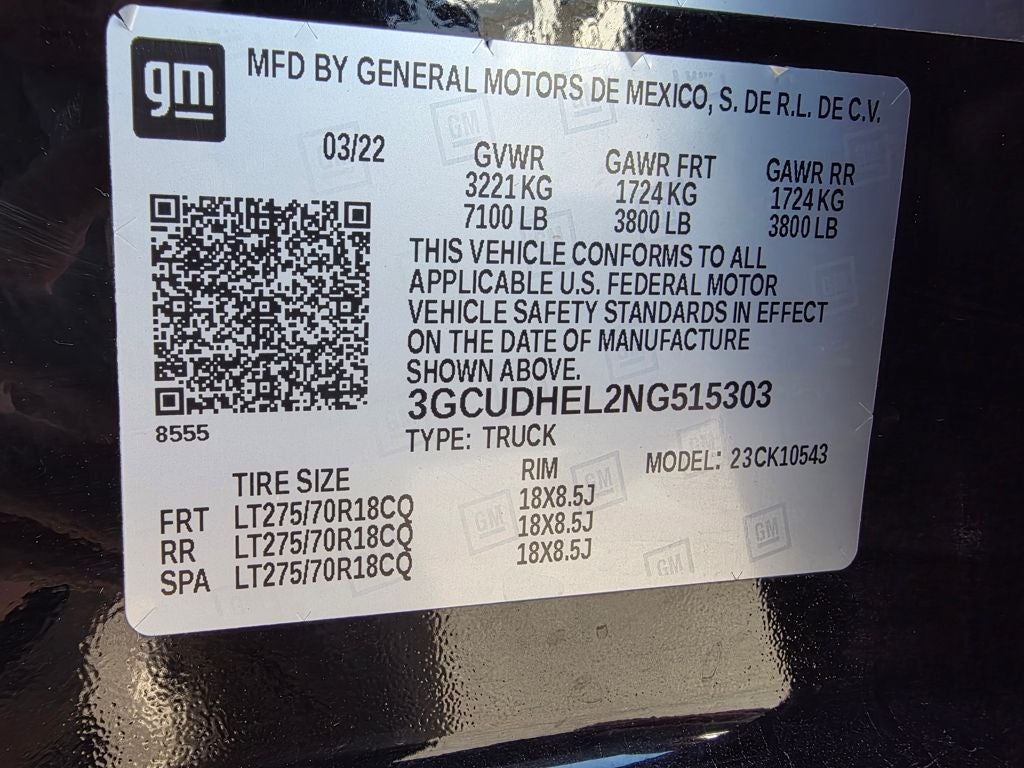 gm
MFD BY GENERAL MOTORS DE MEXICO, S. DE R.L. DE C.V.
03/22
GVWR GAWR FRT GAWR RR
3221 KG 1724 KG 1724 KG
7100 LB 3800 LB 3800 LB
THIS VEHICLE CONFORMS TO ALL
APPLICABLE U.S. FEDERAL MOTOR
VEHICLE SAFETY STANDARDS IN EFFECT
ON THE DATE OF MANUFACTURE
SHOWN ABOVE.
3GCUDHEL2NG515303
8555
TYPE: TRUCK
MODEL: 23CK10543
TIRE SIZE RIM
FRT LT275/70R18CQ 18X8.5J
RR LT275/70R18CQ 18X8.5J
SPA LT275/70R18CQ 18X8.5J